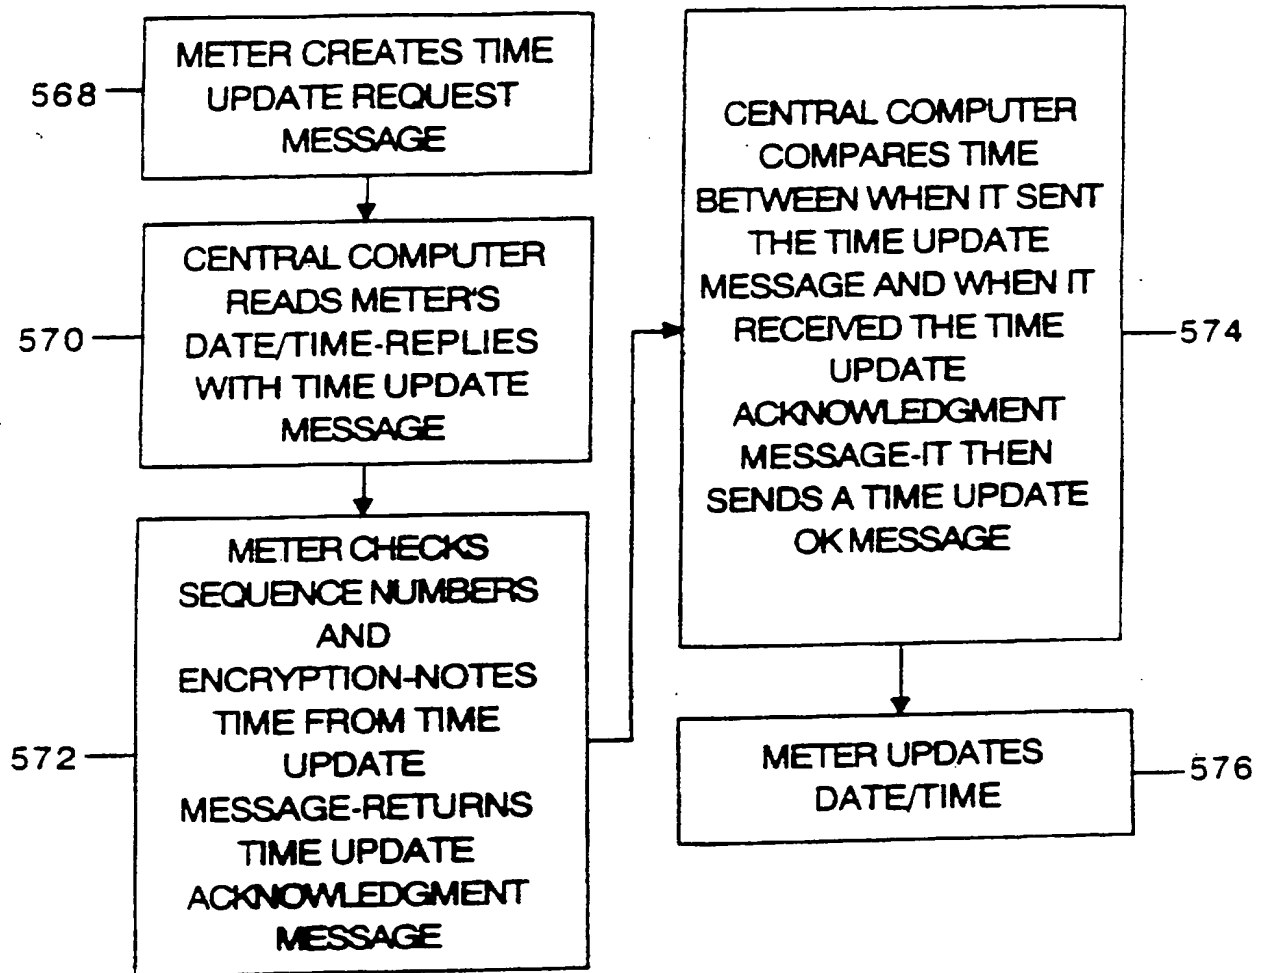 568
METER CREATES TIME
UPDATE REQUEST
MESSAGE
570
CENTRAL COMPUTER
READS METER'S
DATE/TIME-REPLIES
WITH TIME UPDATE
MESSAGE
572
METER CHECKS
SEQUENCE NUMBERS
AND
ENCRYPTION-NOTES
TIME FROM TIME
UPDATE
MESSAGE-RETURNS
TIME UPDATE
ACKNOWLEDGMENT
MESSAGE
CENTRAL COMPUTER
COMPARES TIME
BETWEEN WHEN IT SENT
THE TIME UPDATE
MESSAGE AND WHEN IT
RECEIVED THE TIME
UPDATE
ACKNOWLEDGMENT
MESSAGE-IT THEN
SENDS A TIME UPDATE
OK MESSAGE
574
METER UPDATES
DATE/TIME
576